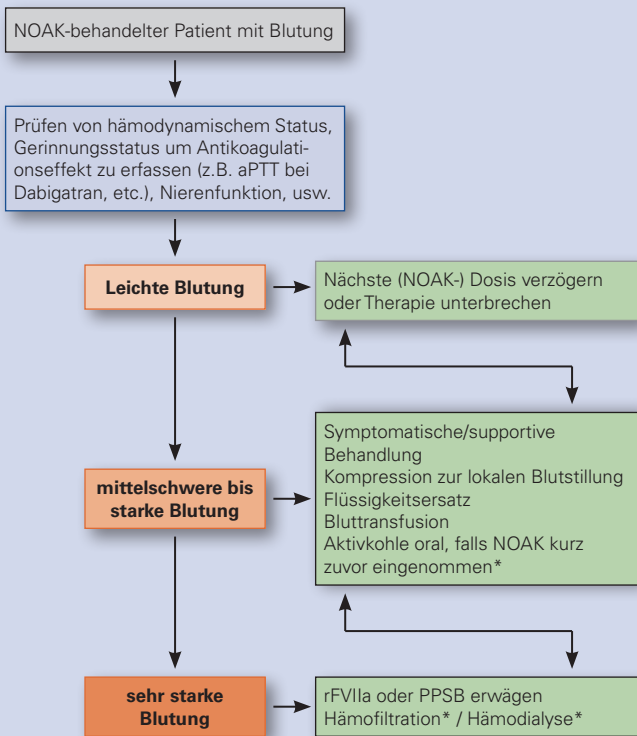 NOAK-behandelter Patient mit Blutung
Prüfen von hämodynamischem Status,
Gerinnungsstatus um Antikoagulati-
onseffekt zu erfassen (z.B. aPTT bei
Dabigatran, etc.), Nierenfunktion, usw.
Leichte Blutung
Nächste (NOAK-) Dosis verzögern
oder Therapie unterbrechen
mittelschwere bis
starke Blutung
Symptomatische/supportive
Behandlung
Kompression zur lokalen Blutstillung
Flüssigkeitsersatz
Bluttransfusion
Aktivkohle oral, falls NOAK kurz
zuvor eingenommen*
sehr starke
Blutung
rFVIIa oder PPSB erwägen
Hämofiltration* / Hämodialyse*